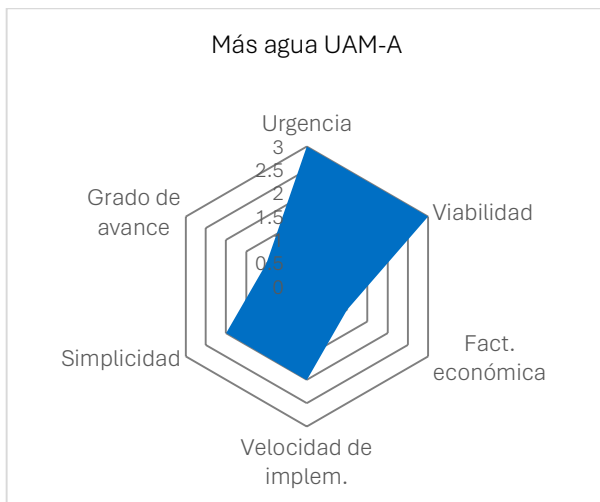 Más agua UAM-A
Urgencia
3
2.5
2
1.5
1
0.5
0
Viabilidad
Fact.
económica
Velocidad de
implem.
Simplicidad
Grado de
avance